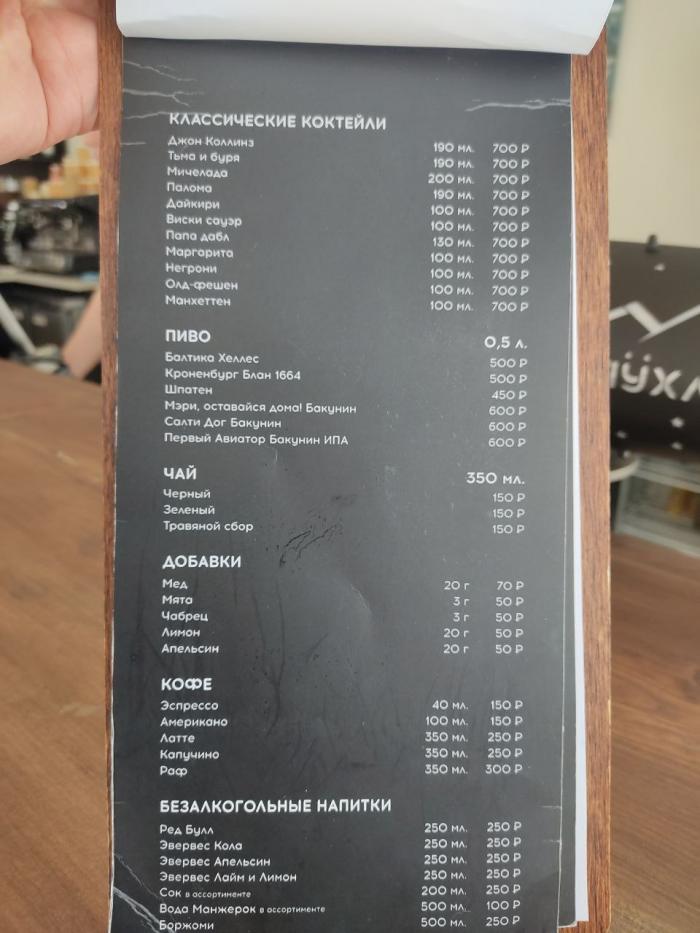 КЛАССИЧЕСКИЕ КОКТЕЙЛИ
Джон Коллинз 190 мл. 700 ₽
Тьма и буря 190 мл. 700 ₽
Мичелада 200 мл. 700 ₽
Палома 190 мл. 700 ₽
Дайкири 100 мл. 700 ₽
Виски сауэр 100 мл. 700 ₽
Папа дабл 130 мл. 700 ₽
Маргарита 100 мл. 700 ₽
Негрони 100 мл. 700 ₽
Олд-фешен 100 мл. 700 ₽
Манхеттен 100 мл. 700 ₽
ПИВО 0,5 л.
Балтика Хеллес 500 ₽
Кроненбург Блан 1664 500 ₽
Шпатен 450 ₽
Мэри, оставайся дома! Бакунин 600 ₽
Салти Дог Бакунин 600 ₽
Первый Авиатор Бакунин ИПА 600 ₽
ЧАЙ 350 мл.
Черный 150 ₽
Зеленый 150 ₽
Травяной сбор 150 ₽
ДОБАВКИ
Мед 20 г 70 ₽
Мята 3 г 50 ₽
Чабрец 3 г 50 ₽
Лимон 20 г 50 ₽
Апельсин 20 г 50 ₽
КОФЕ
Эспрессо 40 мл. 150 ₽
Американо 100 мл. 150 ₽
Латте 350 мл. 250 ₽
Капучино 350 мл. 250 ₽
Раф 350 мл. 300 ₽
БЕЗАЛКОГОЛЬНЫЕ НАПИТКИ
Ред Булл 250 мл. 250 ₽
Эвервес Кола 250 мл. 250 ₽
Эвервес Апельсин 250 мл. 250 ₽
Эвервес Лайм и Лимон 250 мл. 250 ₽
Сок в ассортименте 200 мл. 250 ₽
Вода Манжерок в ассортименте 500 мл. 100 ₽
Боржоми 500 мл. 250 ₽